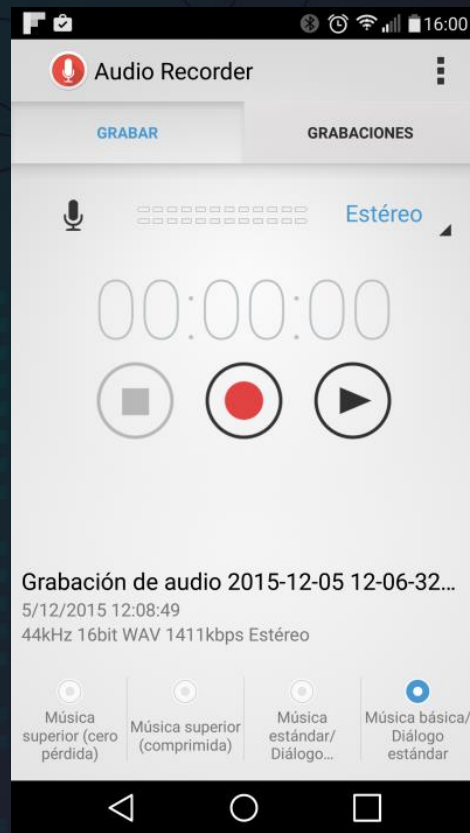 16:00
Audio Recorder
GRABAR
GRABACIONES
Estéreo
00:00:00
Grabación de audio 2015-12-05 12-06-32...
5/12/2015 12:08:49
44kHz 16bit WAV 1411kbps Estéreo
Música
superior (cero
pérdida)
Música superior
(comprimida)
Música
estándar/
Diálogo...
Música básica/
Diálogo
estándar